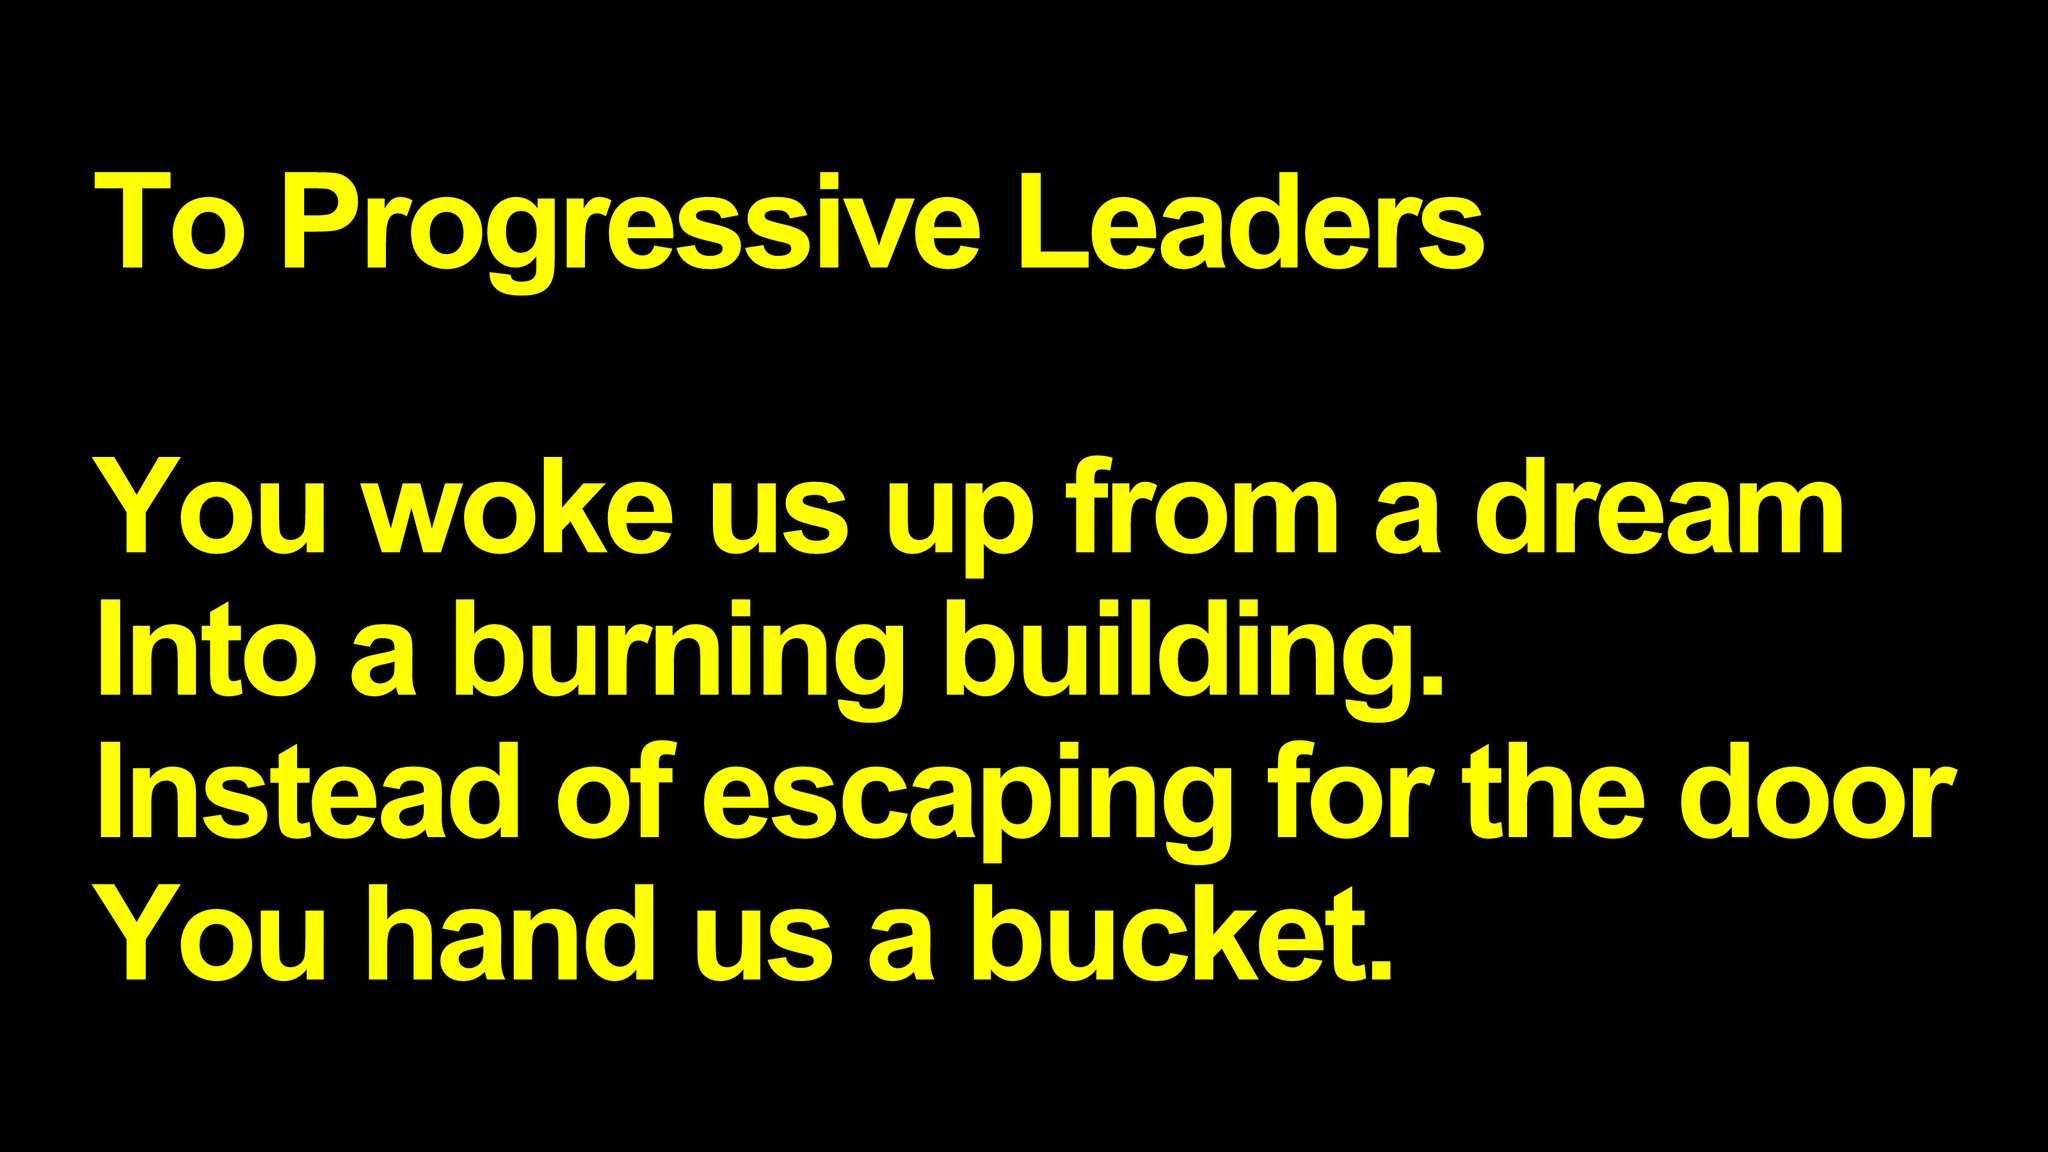 To Progressive Leaders
You woke us up from a dream
Into a burning building.
Instead of escaping for the door
You hand us a bucket.